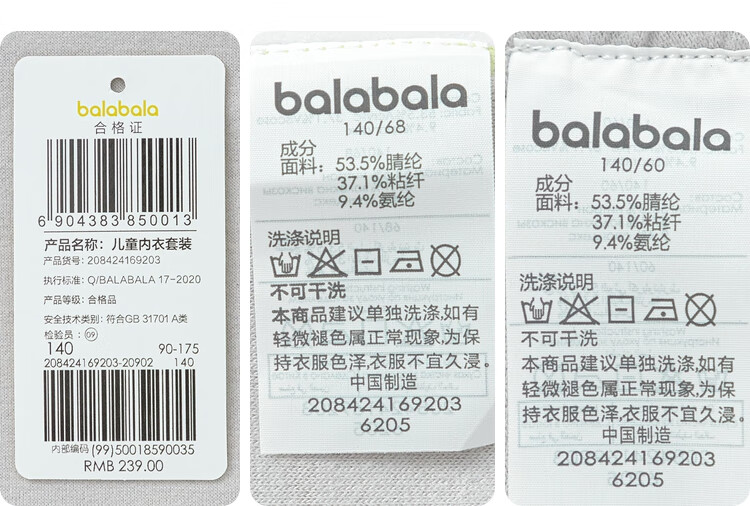 balabala
合格证
6 904383 850013
产品名称：儿童内衣套装
产品货号：208424169203
执行标准：Q/BALABALA 17-2020
产品等级：合格品
安全技术类别：符合GB 31701 A类
检验员：09
140 90-175
208424169203-20902 140
内部编码 (99)50018590035
RMB 239.00
balabala
140/68
成分
面料：53.5%腈纶
37.1%粘纤
9.4%氨纶
洗涤说明
不可干洗
本商品建议单独洗涤,如有
轻微褪色属正常现象,为保
持衣服色泽,衣服不宜久浸。
中国制造
208424169203
6205
balabala
140/60
成分
面料：53.5%腈纶
37.1%粘纤
9.4%氨纶
洗涤说明
不可干洗
本商品建议单独洗涤,如有
轻微褪色属正常现象,为保
持衣服色泽,衣服不宜久浸。
中国制造
208424169203
6205